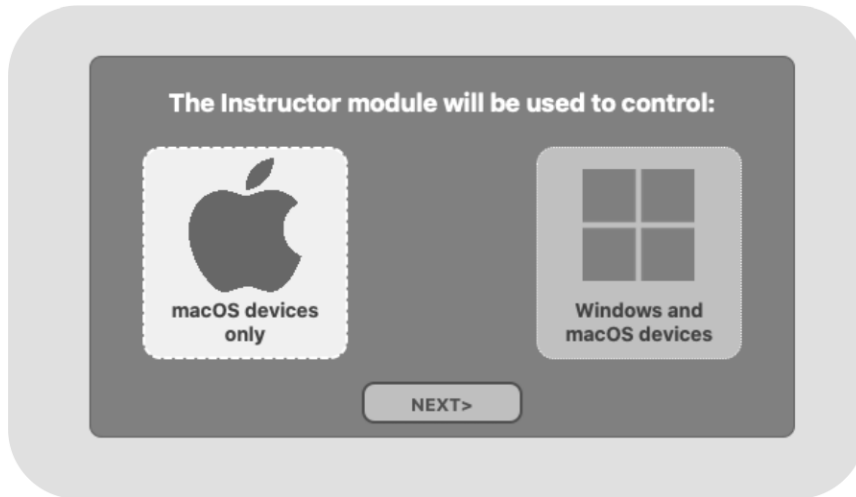 The Instructor module will be used to control:
macOS devices
only
Windows and
macOS devices
NEXT>